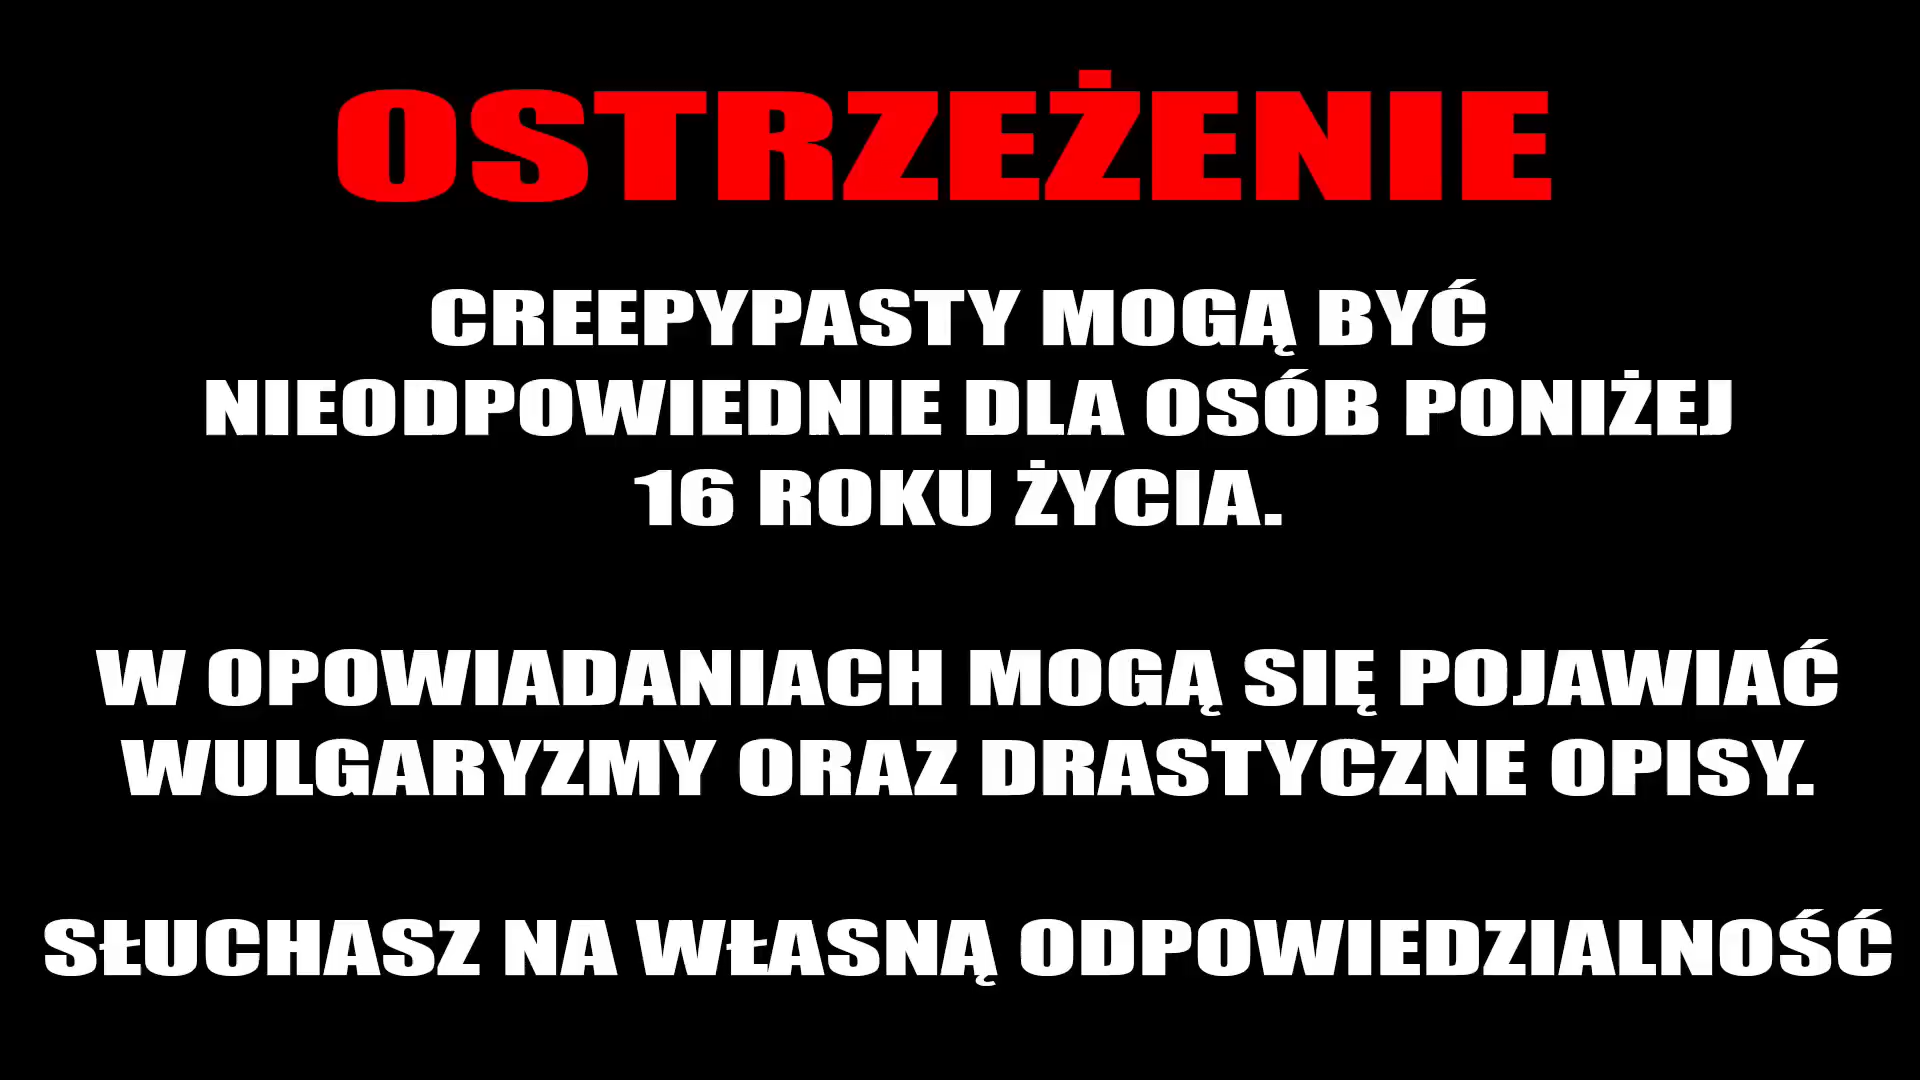 OSTRZEŻENIE
CREEPYPASTY MOGĄ BYĆ
NIEODPOWIEDNIE DLA OSÓB PONIŻEJ
16 ROKU ŻYCIA.
W OPOWIADANIACH MOGĄ SIĘ POJAWIAĆ
WULGARYZMY ORAZ DRASTYCZNE OPISY.
SŁUCHASZ NA WŁASNĄ ODPOWIEDZIALNOŚĆ